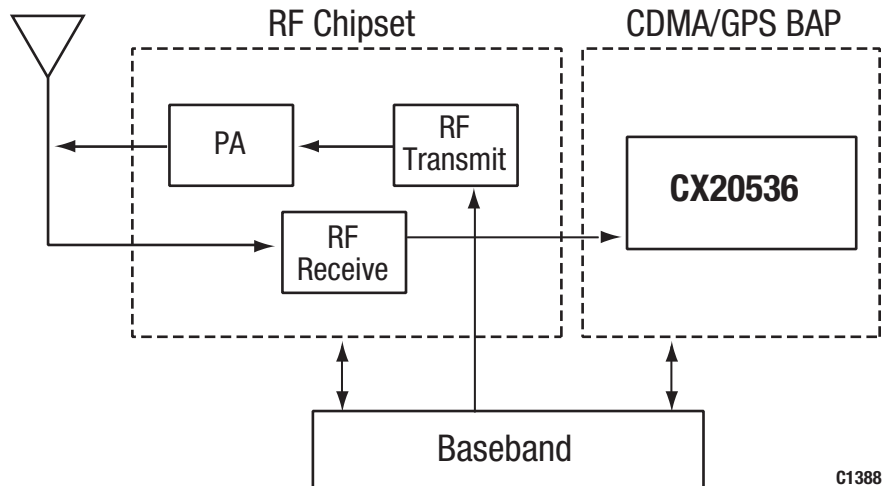 RF Chipset
CDMA/GPS BAP
PA
RF
Transmit
CX20536
RF
Receive
Baseband
C1388